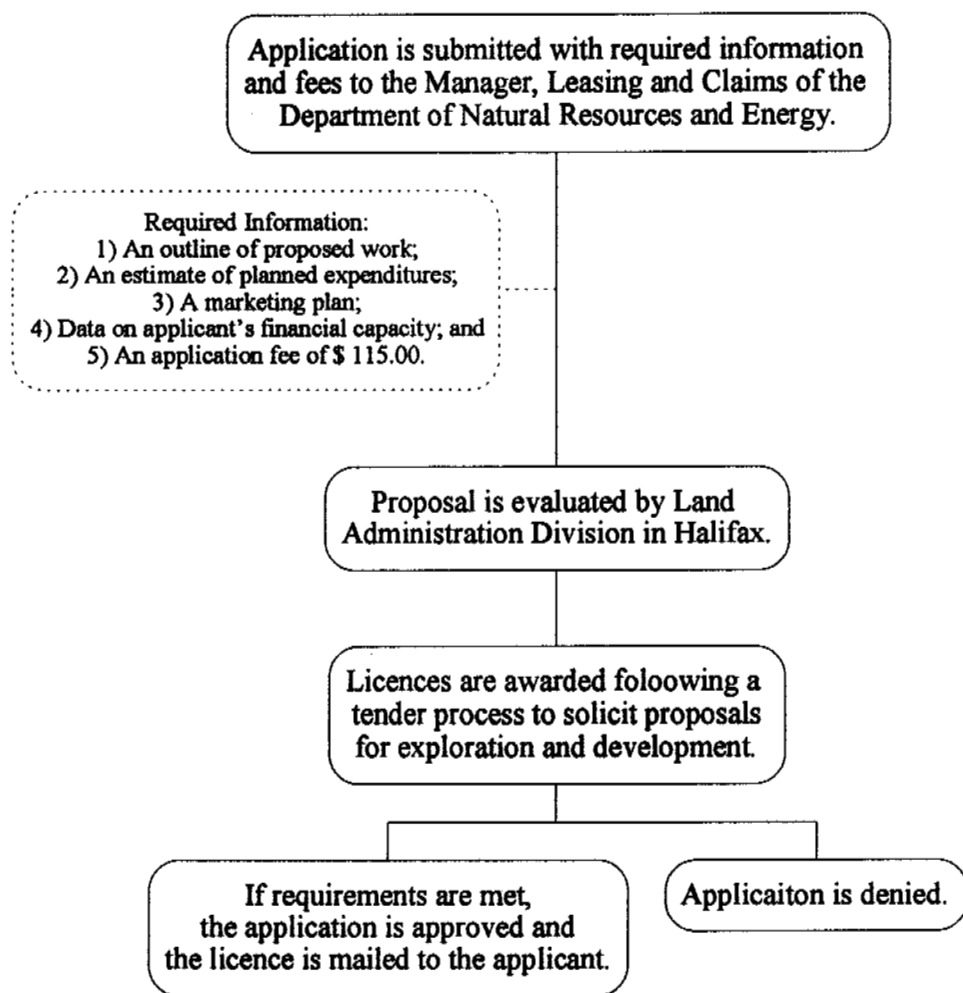 Application is submitted with required information
and fees to the Manager, Leasing and Claims of the
Department of Natural Resources and Energy.
Required Information:
1) An outline of proposed work;
2) An estimate of planned expenditures;
3) A marketing plan;
4) Data on applicant's financial capacity; and
5) An application fee of $ 115.00.
Proposal is evaluated by Land
Administration Division in Halifax.
Licences are awarded foloowing a
tender process to solicit proposals
for exploration and development.
If requirements are met,
the application is approved and
the licence is mailed to the applicant.
Applicaiton is denied.